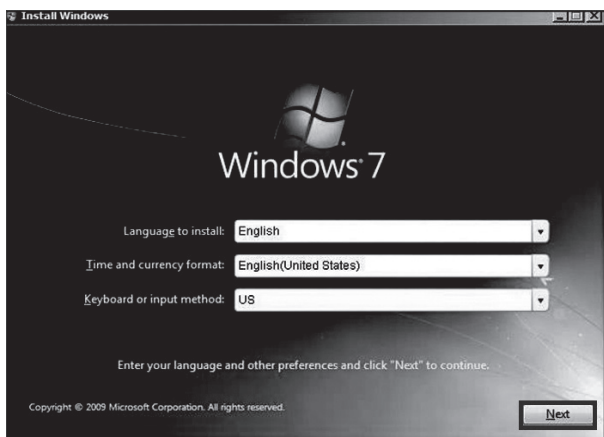 Install Windows
Windows 7
Language to install: English
Time and currency format: English(United States)
Keyboard or input method: US
Enter your language and other preferences and click "Next" to continue.
Copyright © 2009 Microsoft Corporation. All rights reserved.
Next